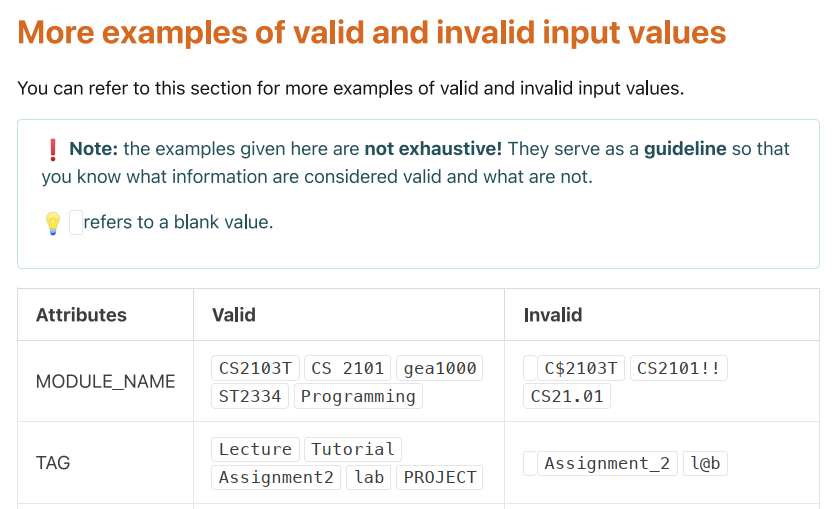 More examples of valid and invalid input values
You can refer to this section for more examples of valid and invalid input values.
❗ Note: the examples given here are not exhaustive! They serve as a guideline so that
you know what information are considered valid and what are not.
💡 refers to a blank value.
Attributes Valid Invalid
MODULE_NAME
CS2103T CS 2101 gea1000
ST2334 Programming
C$2103T CS2101!!
CS21.01
TAG
Lecture Tutorial
Assignment2 lab PROJECT
Assignment_2 l@b